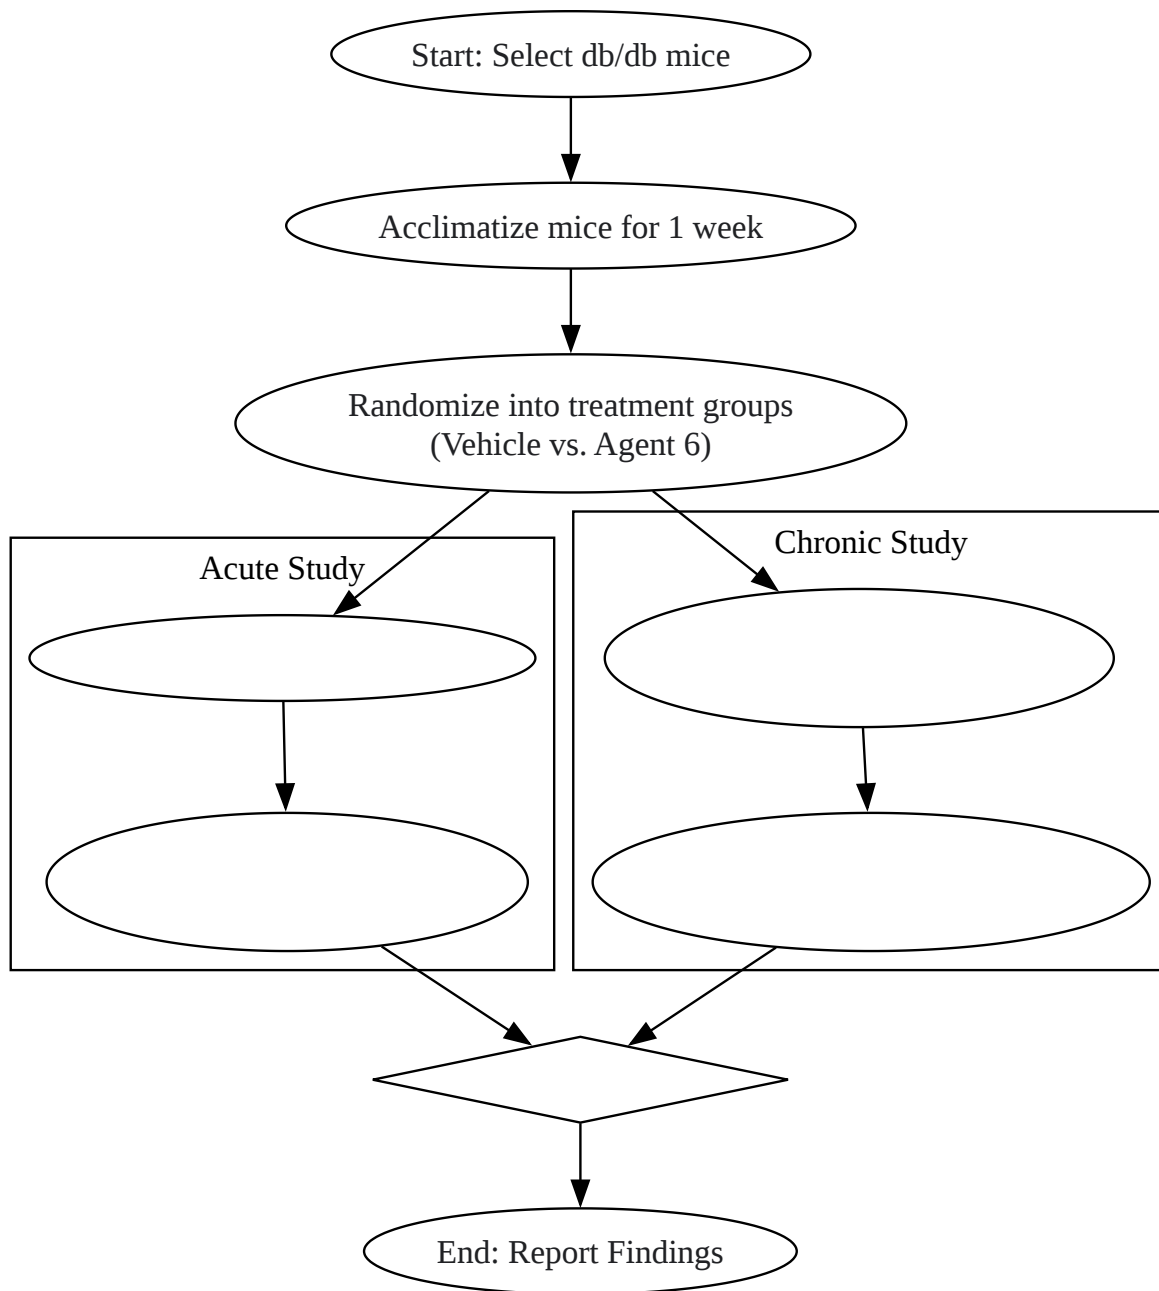 Start: Select db/db mice
Acclimatize mice for 1 week
Randomize into treatment groups
(Vehicle vs. Agent 6)
Acute Study
Chronic Study
End: Report Findings